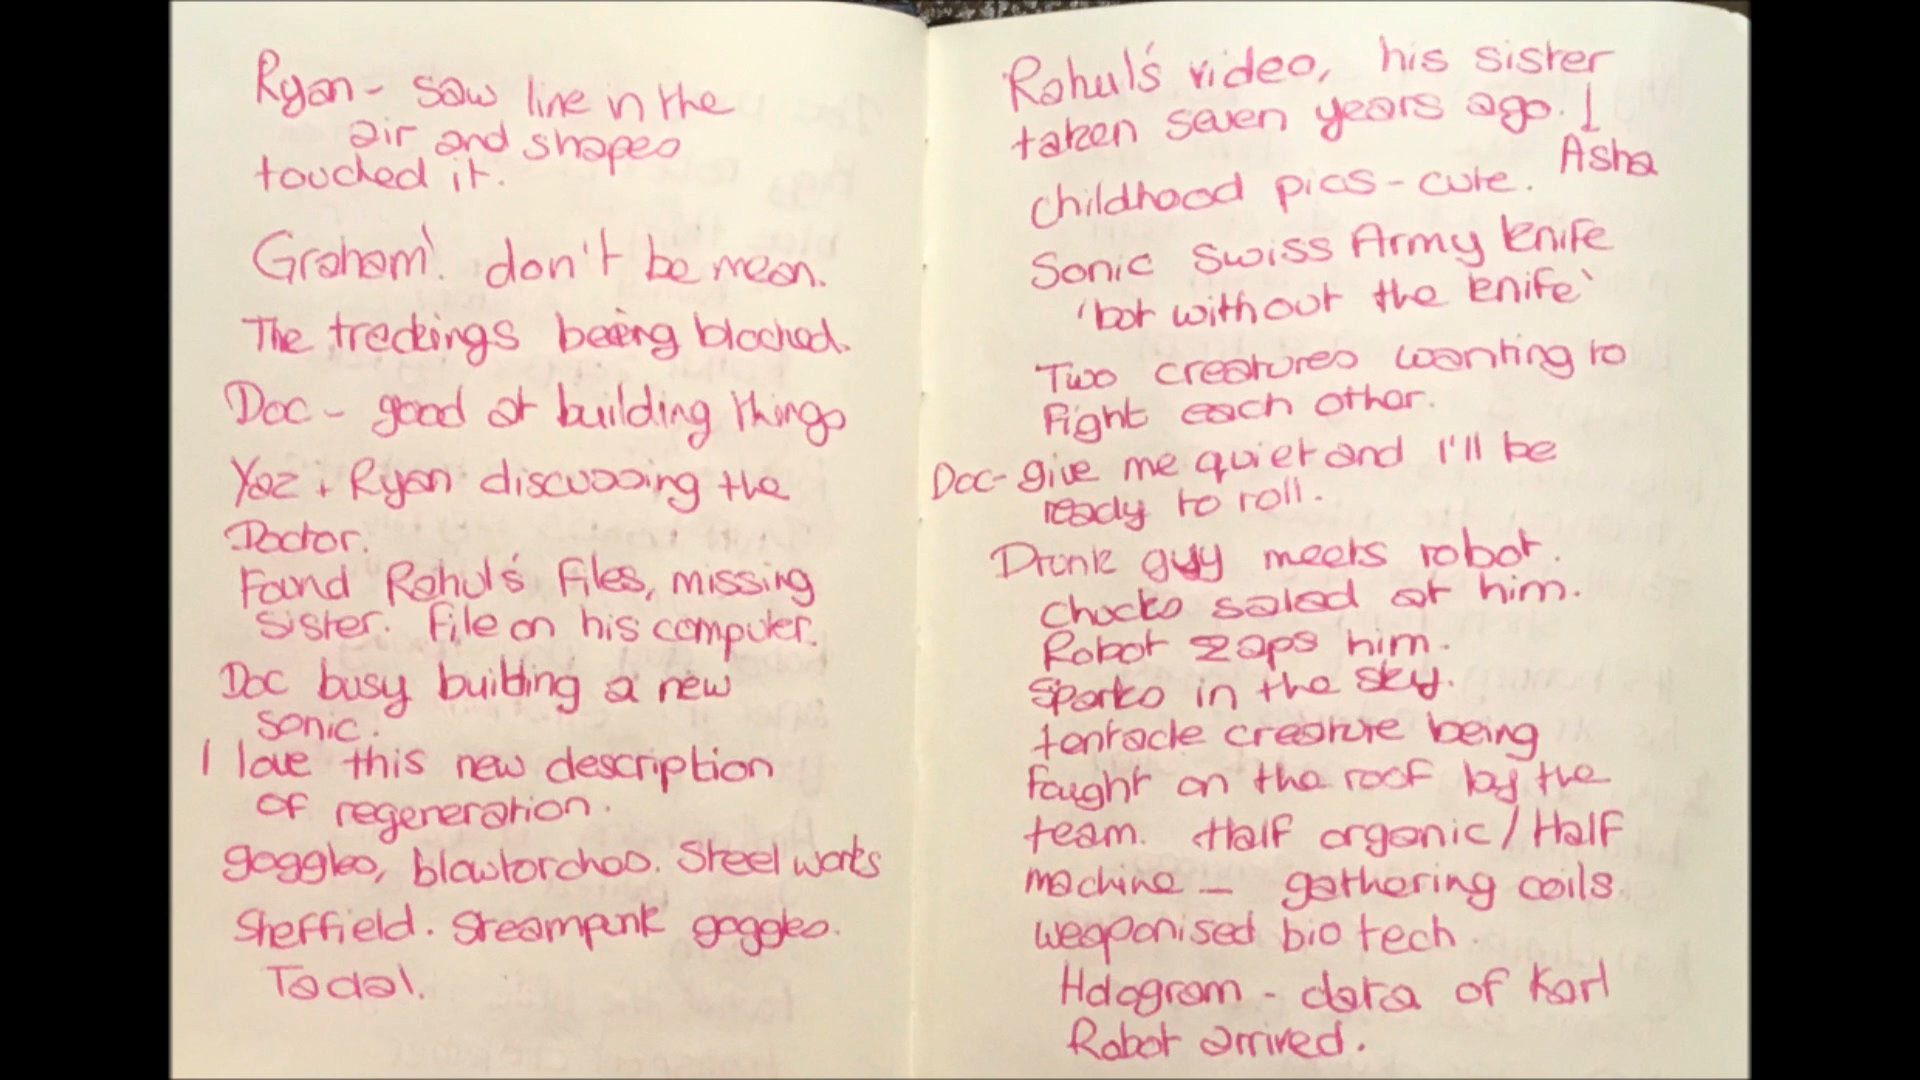 Ryan - saw line in the
air and shapes
touched it.
Graham! don't be mean.
The trackings being blocked.
Doc - good at building things
Yaz + Ryan discussing the
Doctor.
Found Rahul's files, missing
sister. File on his computer.
Doc busy building a new
sonic.
I love this new description
of regeneration.
goggles, blowtorches. Steel works
Sheffield. Steampunk goggles.
Tada!.
Rahul's video, his sister
taken seven years ago. ↓
Asha
childhood pics - cute.
Sonic Swiss Army knife
'but without the knife'
Two creatures wanting to
fight each other.
Doc - give me quiet and I'll be
ready to roll.
Drunk guy meets robot.
Chucks salad at him.
Robot zaps him.
Sparks in the sky.
tentacle creature being
fought on the roof by the
team. Half organic / Half
machine - gathering coils
weaponised bio tech
Hologram - data of Karl
Robot arrived.